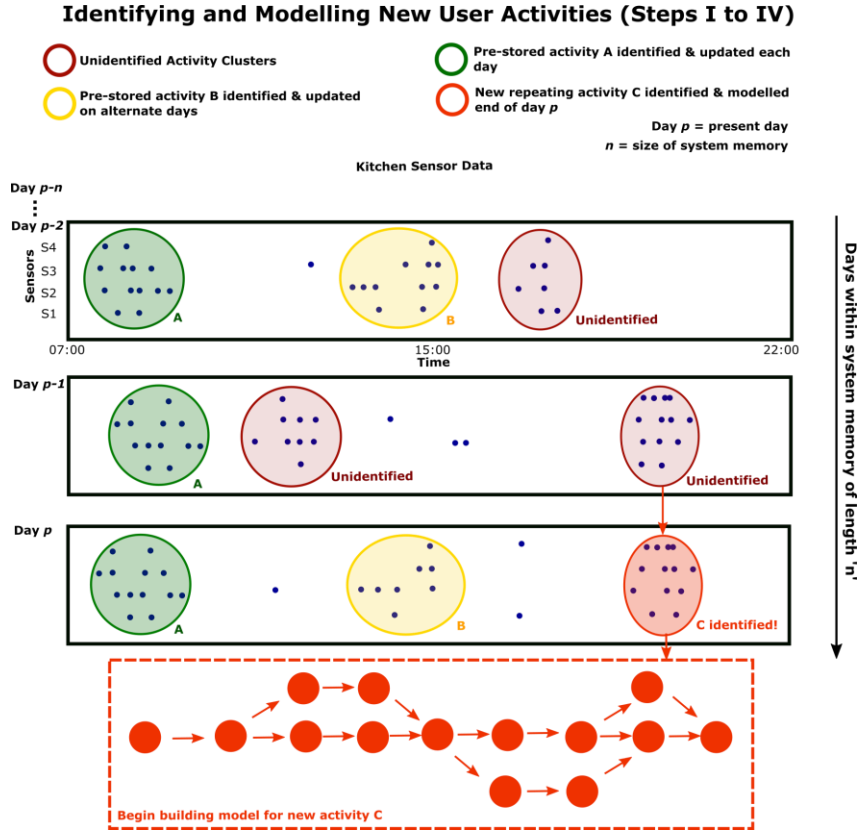 Identifying and Modelling New User Activities (Steps I to IV)
Unidentified Activity Clusters
Pre-stored activity A identified & updated each
day
Pre-stored activity B identified & updated
on alternate days
New repeating activity C identified & modelled
end of day p
Day p = present day
n = size of system memory
Kitchen Sensor Data
Day p-n
Day p-2
S4
S3
S2
S1
Sensors
A
B
Unidentified
07:00
15:00
22:00
Time
Day p-1
A
Unidentified
Unidentified
Day p
A
B
C identified!
Begin building model for new activity C
Days within system memory of length 'n'